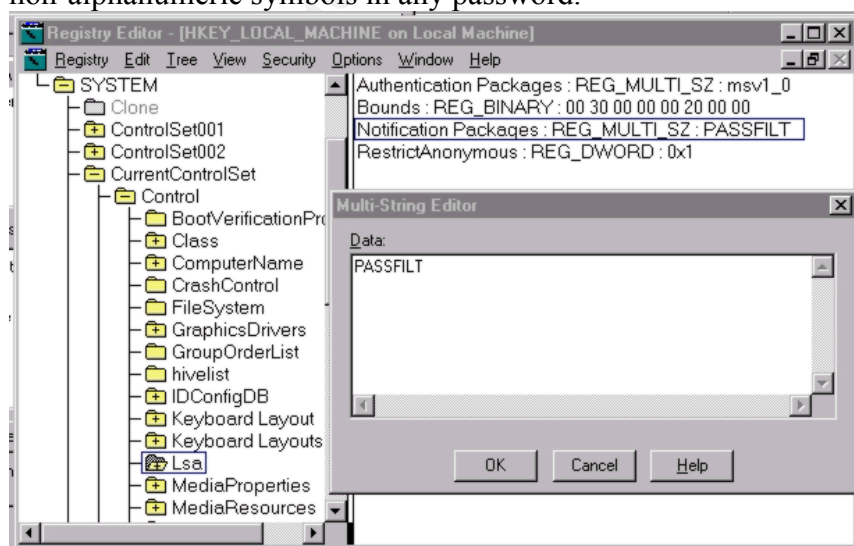 non-alphanumeric symbols in any password.
Registry Editor - [HKEY_LOCAL_MACHINE on Local Machine]
Registry Edit Tree View Security Options Window Help
SYSTEM
Clone
ControlSet001
ControlSet002
CurrentControlSet
Control
BootVerificationPro
Class
ComputerName
CrashControl
FileSystem
GraphicsDrivers
GroupOrderList
hivelist
IDConfigDB
Keyboard Layout
Keyboard Layouts
Lsa
MediaProperties
MediaResources
Authentication Packages : REG_MULTI_SZ : msv1_0
Bounds : REG_BINARY : 00 30 00 00 00 20 00 00
Notification Packages : REG_MULTI_SZ : PASSFILT
RestrictAnonymous : REG_DWORD : 0x1
Multi-String Editor
Data:
PASSFILT
OK Cancel Help